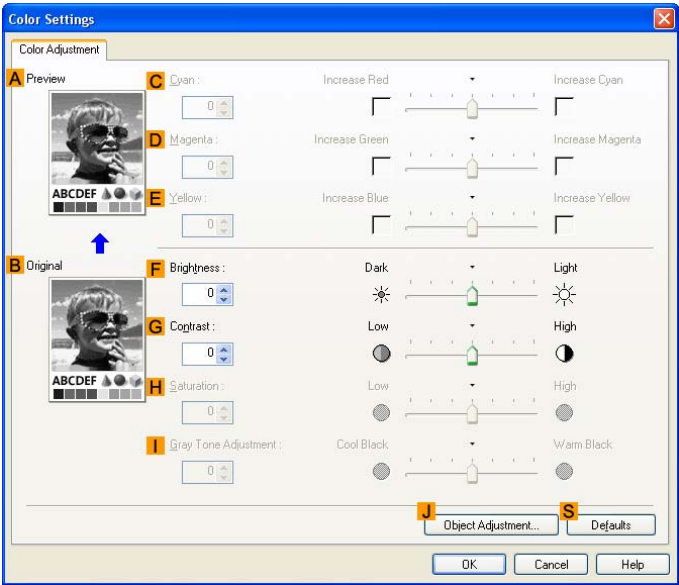 Color Settings
Color Adjustment
A Preview
C Cyan : Increase Red Increase Cyan
0
D Magenta : Increase Green Increase Magenta
0
ABCDEF
E Yellow : Increase Blue Increase Yellow
0
B Original
F Brightness : Dark Light
0
G Contrast : Low High
0
ABCDEF
H Saturation : Low High
0
I Gray Tone Adjustment : Cool Black Warm Black
0
J Object Adjustment... S Defaults
OK Cancel Help